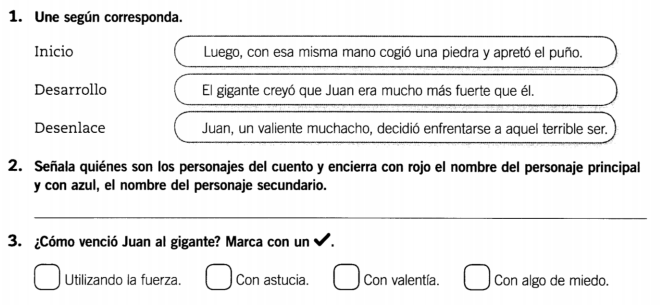 1. Une según corresponda.
Inicio
Luego, con esa misma mano cogió una piedra y apretó el puño.
Desarrollo
El gigante creyó que Juan era mucho más fuerte que él.
Desenlace
Juan, un valiente muchacho, decidió enfrentarse a aquel terrible ser.
2. Señala quiénes son los personajes del cuento y encierra con rojo el nombre del personaje principal
y con azul, el nombre del personaje secundario.
3. ¿Cómo venció Juan al gigante? Marca con un ✔.
Utilizando la fuerza. Con astucia. Con valentía. Con algo de miedo.